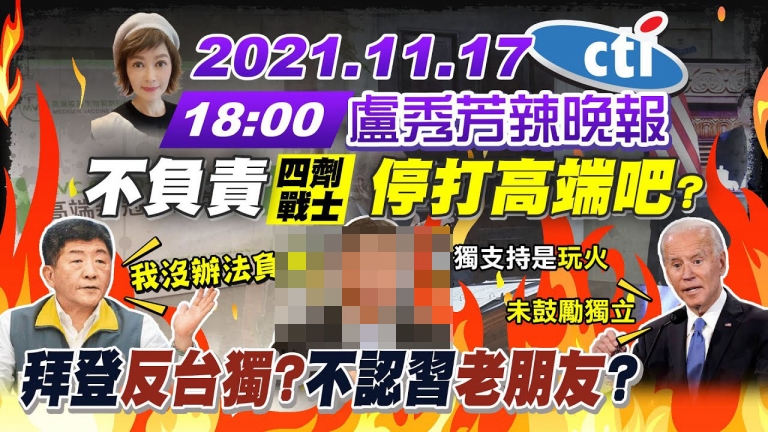 2021.11.17 cti
18:00 盧秀芳辣晚報
不負責 四劑戰士 停打高端吧?
我沒辦法負
獨支持是玩火
未鼓勵獨立
拜登反台獨?不認習老朋友?